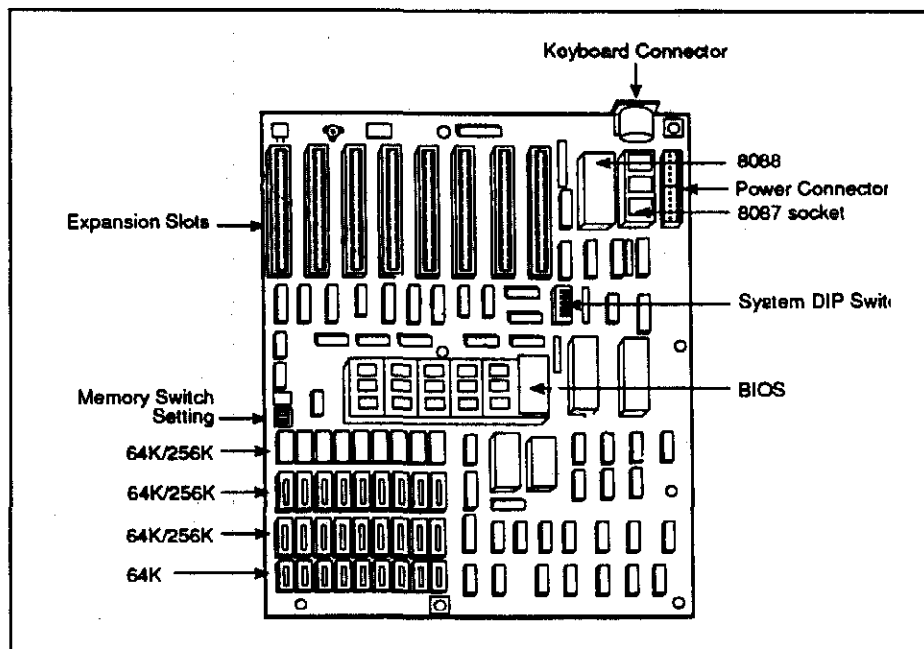 Keyboard Connector
8088
Power Connector
8087 socket
Expansion Slots
System DIP Switc
BIOS
Memory Switch
Setting
64K/256K
64K/256K
64K/256K
64K